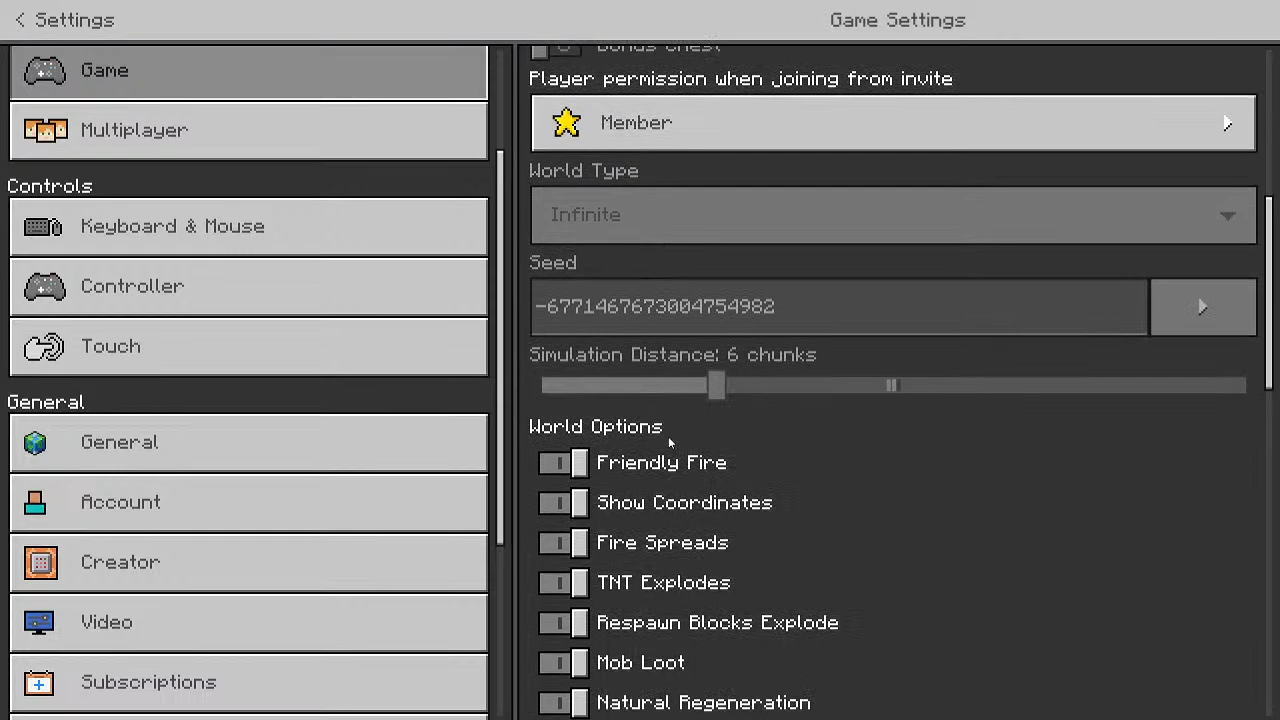 Settings
Game Settings
Game
Multiplayer
Controls
Keyboard & Mouse
Controller
Touch
General
General
Account
Creator
Video
Subscriptions
Bonus Chest
Player permission when joining from invite
Member
World Type
Infinite
Seed
-6771467673004754982
Simulation Distance: 6 chunks
World Options
Friendly Fire
Show Coordinates
Fire Spreads
TNT Explodes
Respawn Blocks Explode
Mob Loot
Natural Regeneration